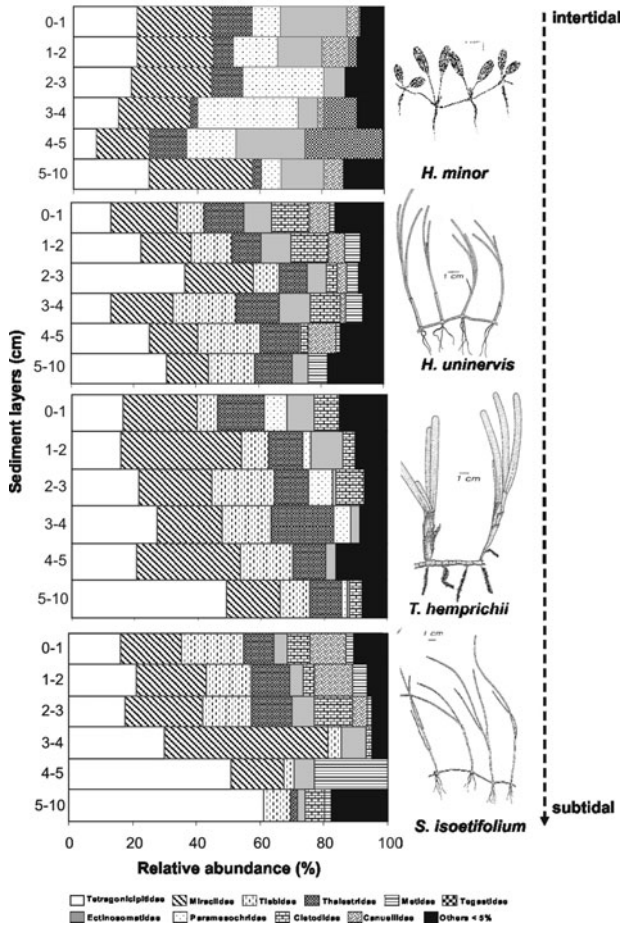 intertidal
0-1
1-2
2-3
3-4
4-5
5-10
1 cm
H. minor
0-1
1-2
2-3
3-4
4-5
5-10
1 cm
H. uninervis
Sediment layers (cm)
0-1
1-2
2-3
3-4
4-5
5-10
1 cm
T. hemprichii
0-1
1-2
2-3
3-4
4-5
5-10
1 cm
S. isoetifolium
subtidal
0 20 40 60 80 100
Relative abundance (%)
Tetragonicipitidae Miraciidae Tisbidae Thalestridae Metidae Tegastidae
Ectinosomatidae Paramesochridae Cletodidae Canuellidae Others < 5%